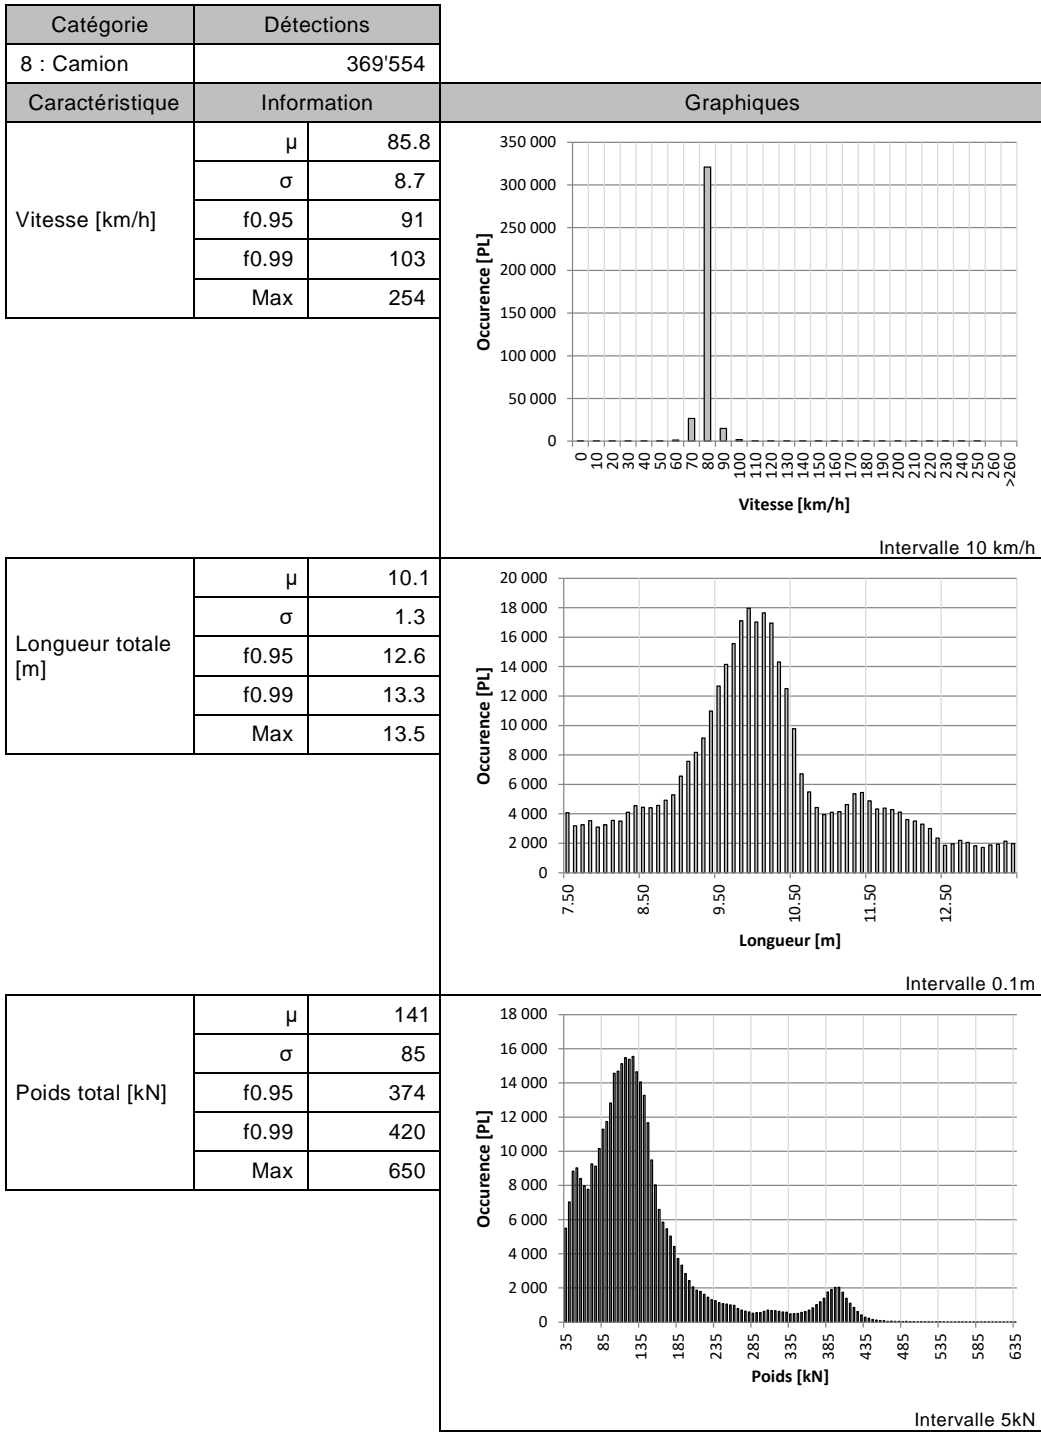 Catégorie Détections
8 : Camion 369'554
Caractéristique Information Graphiques
Vitesse [km/h]
μ 85.8
σ 8.7
f0.95 91
f0.99 103
Max 254
350 000
300 000
250 000
200 000
150 000
100 000
50 000
0
Occurence [PL]
0 10 20 30 40 50 60 70 80 90 100 110 120 130 140 150 160 170 180 190 200 210 220 230 240 250 260 >260
Vitesse [km/h]
Intervalle 10 km/h
Longueur totale
[m]
μ 10.1
σ 1.3
f0.95 12.6
f0.99 13.3
Max 13.5
20 000
18 000
16 000
14 000
12 000
10 000
8 000
6 000
4 000
2 000
0
Occurence [PL]
7.50 8.50 9.50 10.50 11.50 12.50
Longueur [m]
Intervalle 0.1m
Poids total [kN]
μ 141
σ 85
f0.95 374
f0.99 420
Max 650
18 000
16 000
14 000
12 000
10 000
8 000
6 000
4 000
2 000
0
Occurence [PL]
35 85 135 185 235 285 335 385 435 485 535 585 635
Poids [kN]
Intervalle 5kN